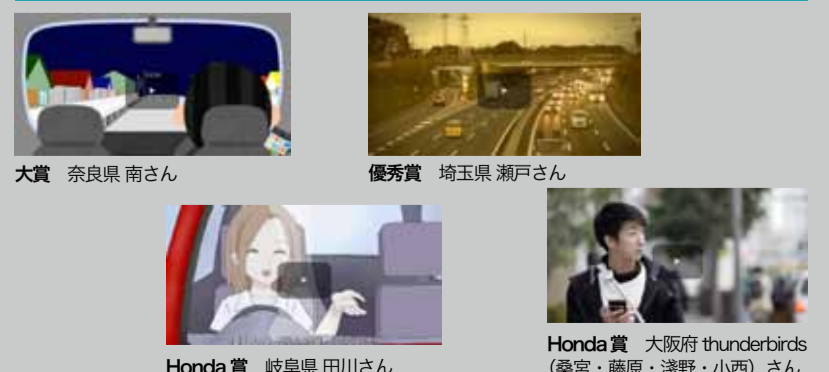 大賞　奈良県 南さん
優秀賞　埼玉県 瀬戸さん
Honda賞　岐阜県 田川さん
Honda賞　大阪府 thunderbirds
（桑宮・藤原・淺野・小西）さん